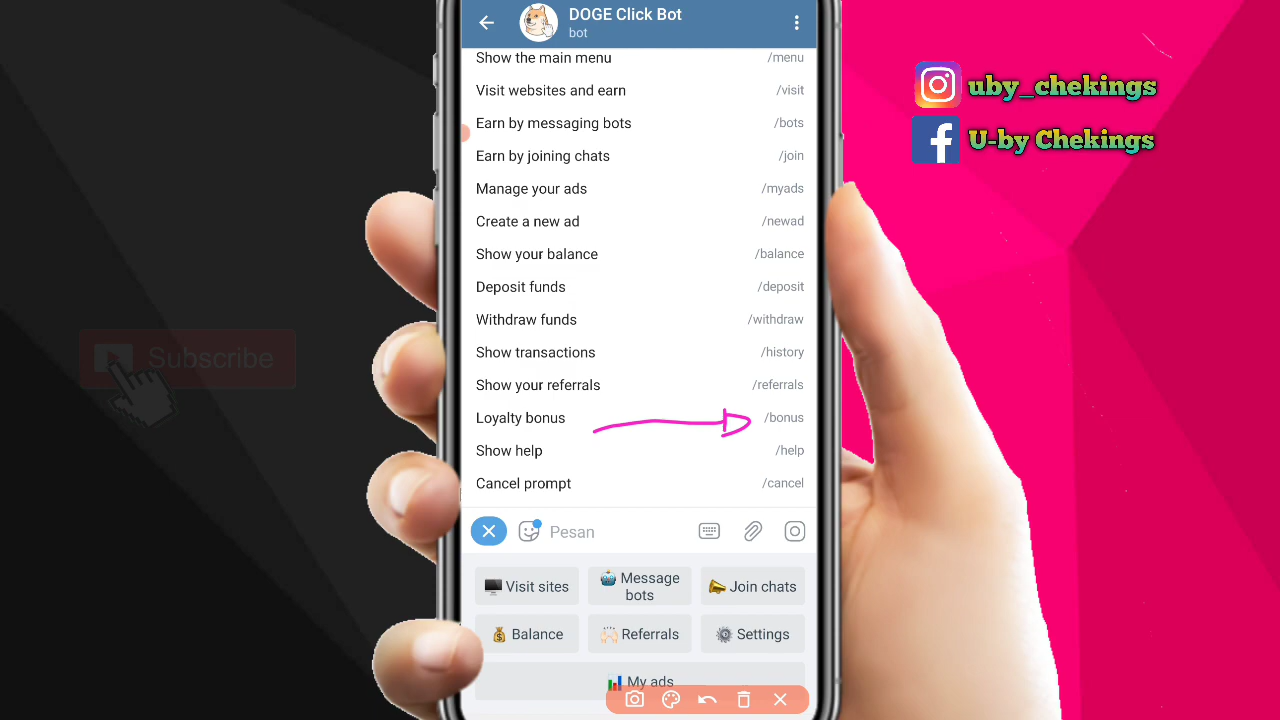 DOGE Click Bot
bot
Show the main menu /menu
Visit websites and earn /visit
Earn by messaging bots /bots
Earn by joining chats /join
Manage your ads /myads
Create a new ad /newad
Show your balance /balance
Deposit funds /deposit
Withdraw funds /withdraw
Show transactions /history
Show your referrals /referrals
Loyalty bonus /bonus
Show help /help
Cancel prompt /cancel
Pesan
Visit sites
Message
bots
Join chats
Balance
Referrals
Settings
My ads
uby_chekings
U-by Chekings
Subscribe